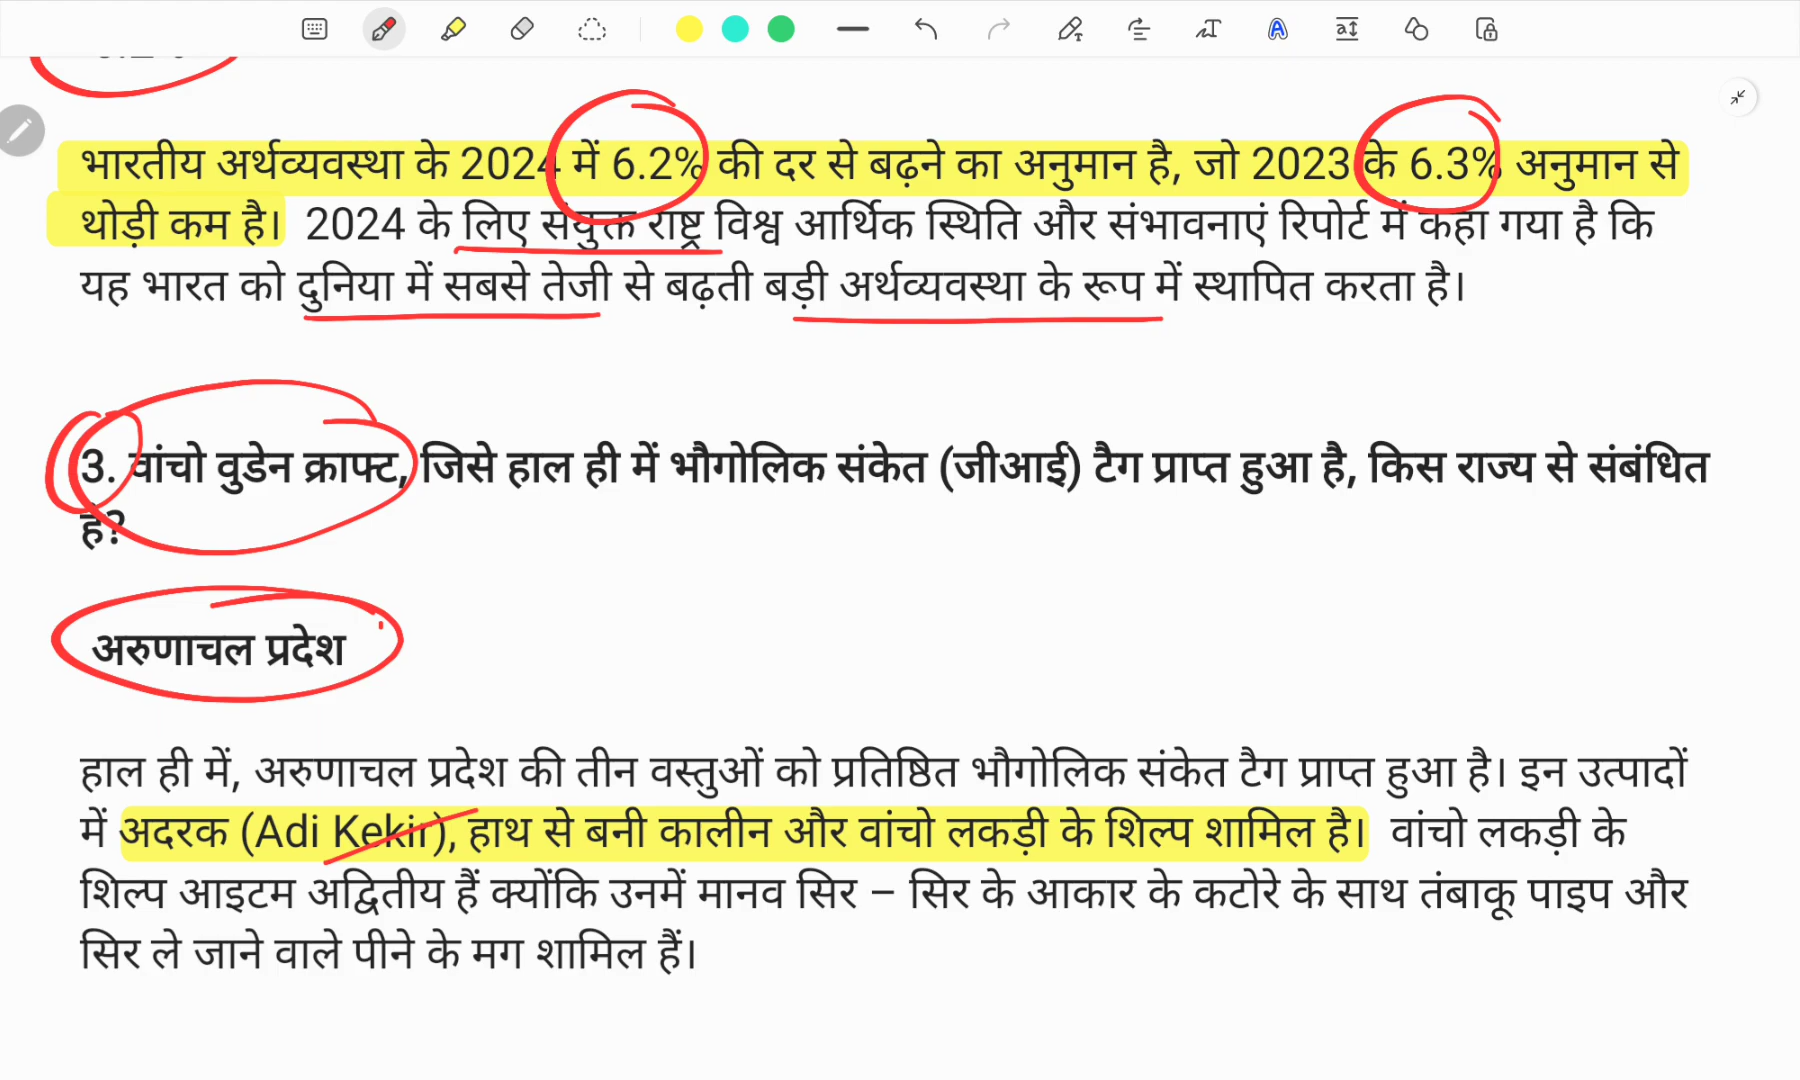 भारतीय अर्थव्यवस्था के 2024 में 6.2% की दर से बढ़ने का अनुमान है, जो 2023 के 6.3% अनुमान से
थोड़ी कम है। 2024 के लिए संयुक्त राष्ट्र विश्व आर्थिक स्थिति और संभावनाएं रिपोर्ट में कहा गया है कि
यह भारत को दुनिया में सबसे तेजी से बढ़ती बड़ी अर्थव्यवस्था के रूप में स्थापित करता है।
3. वांचो वुडेन क्राफ्ट, जिसे हाल ही में भौगोलिक संकेत (जीआई) टैग प्राप्त हुआ है, किस राज्य से संबंधित
है?
अरुणाचल प्रदेश
हाल ही में, अरुणाचल प्रदेश की तीन वस्तुओं को प्रतिष्ठित भौगोलिक संकेत टैग प्राप्त हुआ है। इन उत्पादों
में अदरक (Adi Kekir), हाथ से बनी कालीन और वांचो लकड़ी के शिल्प शामिल है। वांचो लकड़ी के
शिल्प आइटम अद्वितीय हैं क्योंकि उनमें मानव सिर – सिर के आकार के कटोरे के साथ तंबाकू पाइप और
सिर ले जाने वाले पीने के मग शामिल हैं।